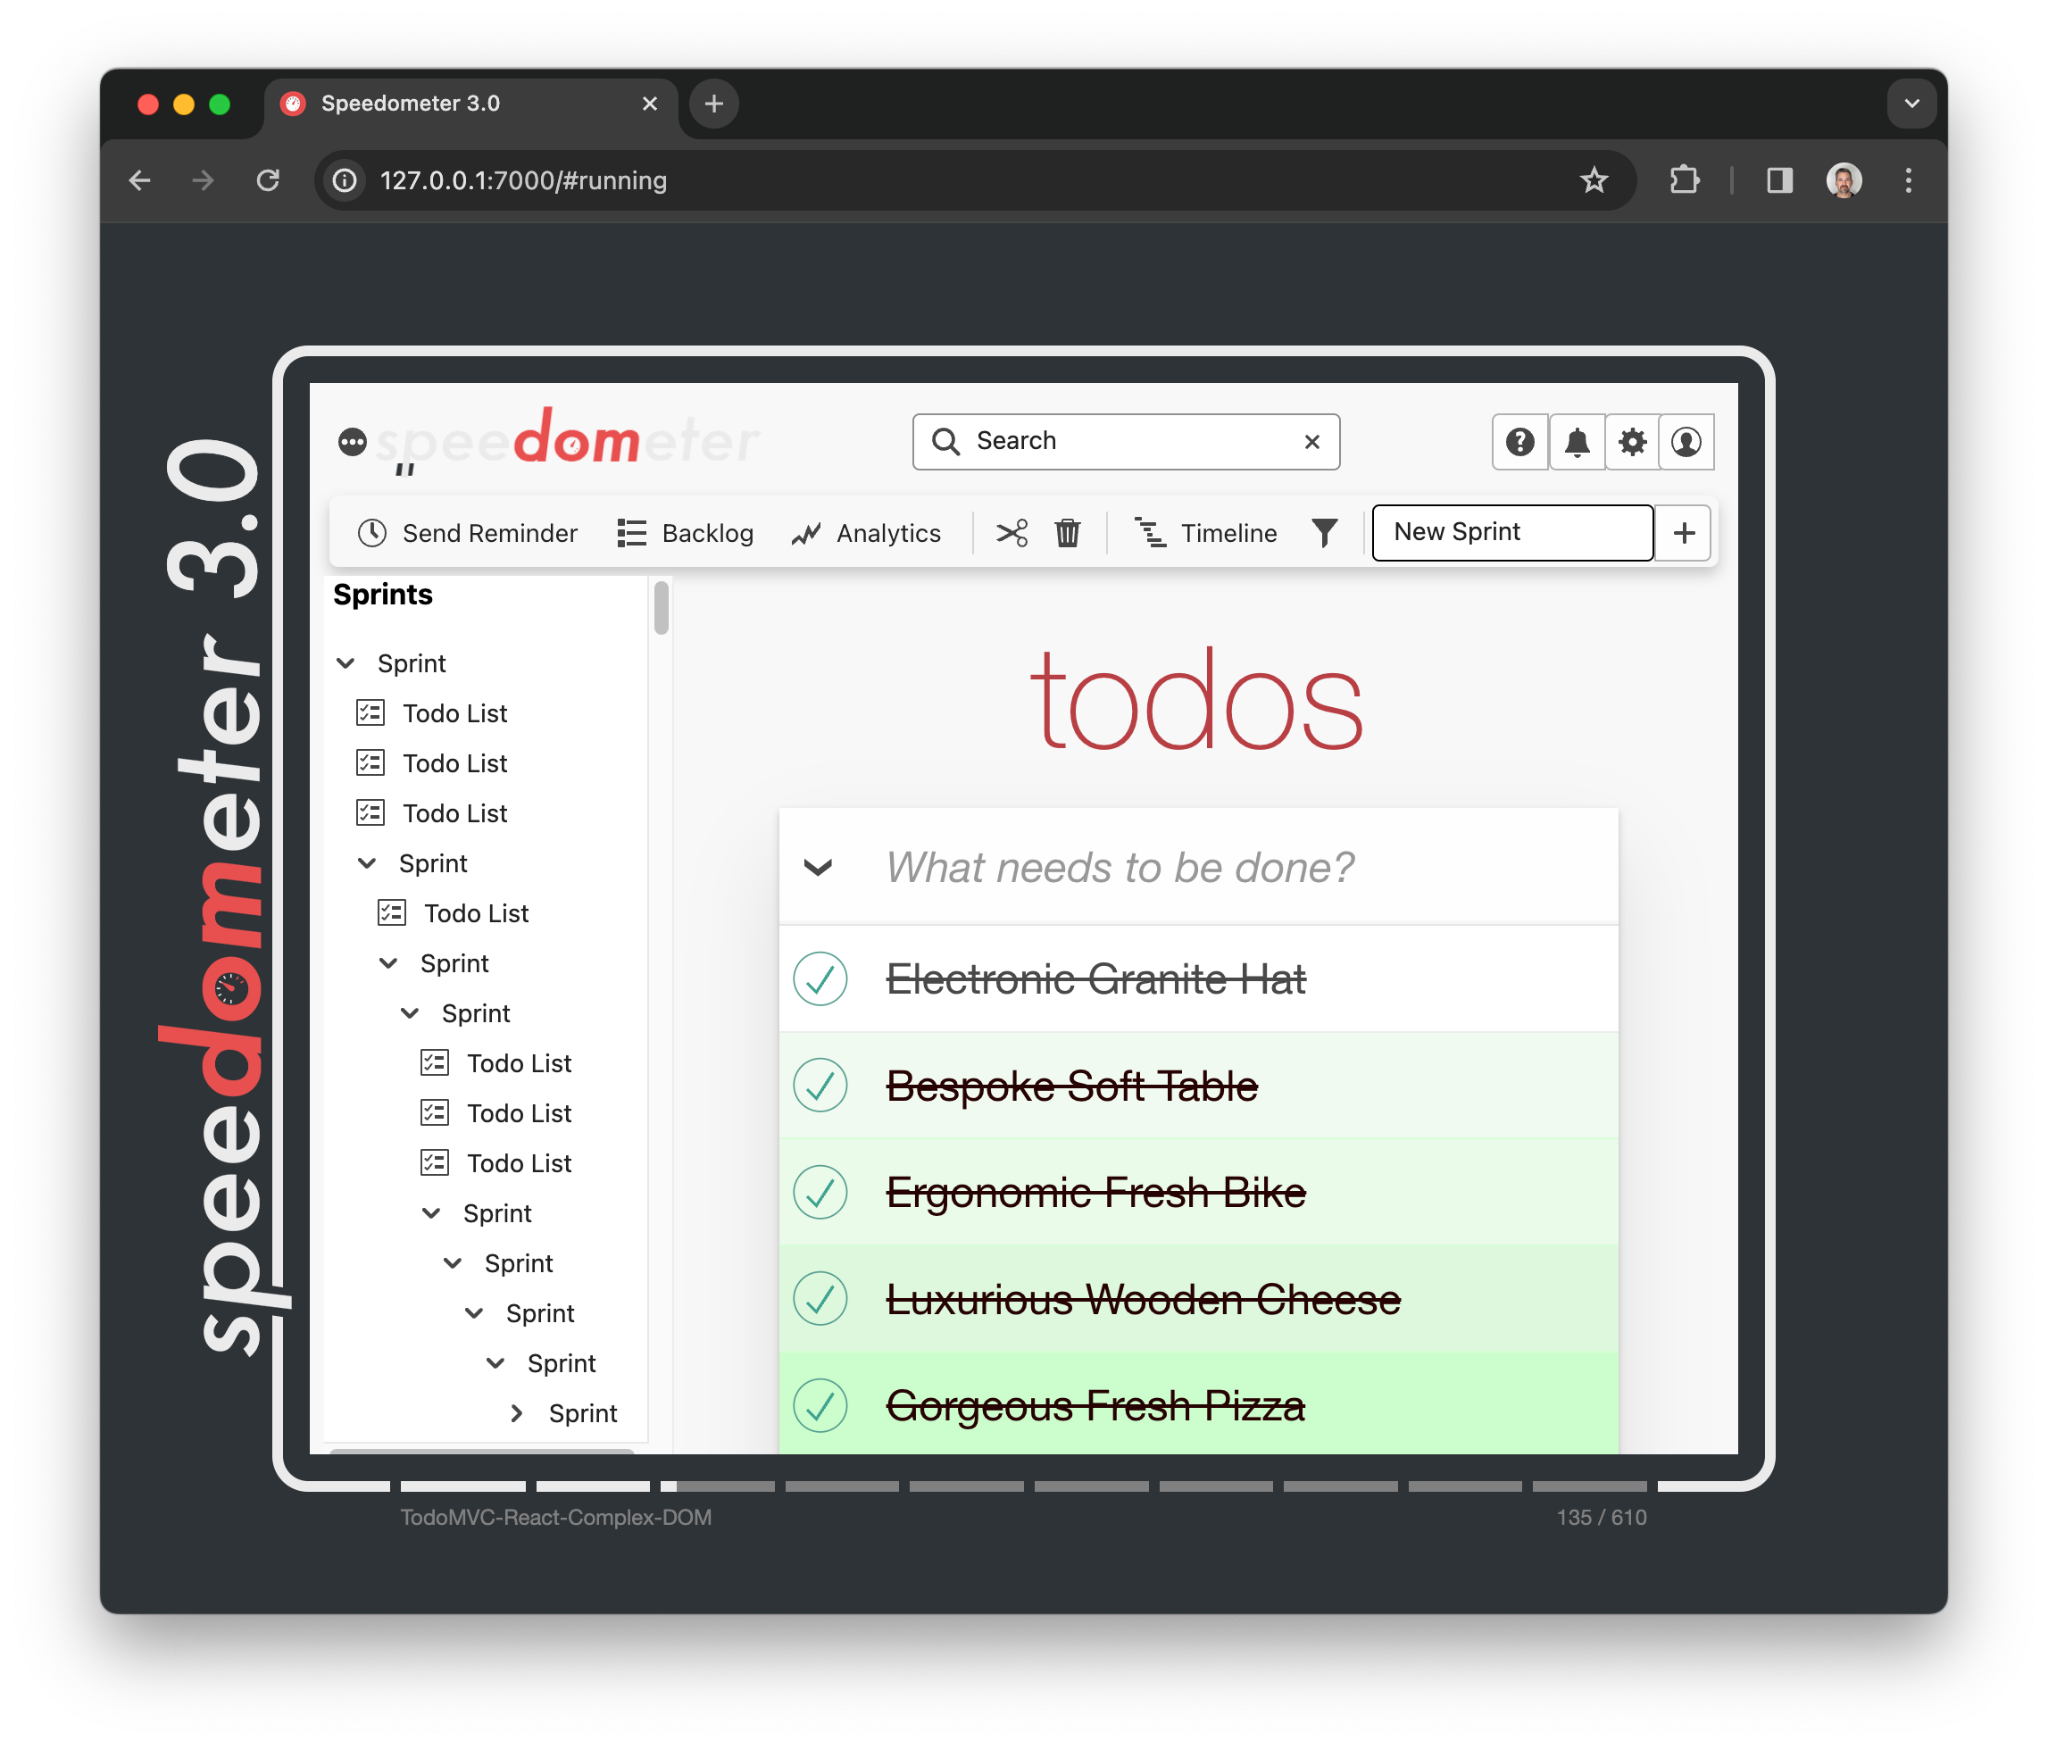 Speedometer 3.0
127.0.0.1:7000/#running
speedometer 3.0
speedometer
Search
Send Reminder
Backlog
Analytics
Timeline
New Sprint
Sprints
Sprint
Todo List
Todo List
Todo List
Sprint
Todo List
Sprint
Sprint
Todo List
Todo List
Todo List
Sprint
Sprint
Sprint
Sprint
Sprint
todos
What needs to be done?
Electronic Granite Hat
Bespoke Soft Table
Ergonomic Fresh Bike
Luxurious Wooden Cheese
Gorgeous Fresh Pizza
TodoMVC-React-Complex-DOM
135 / 610